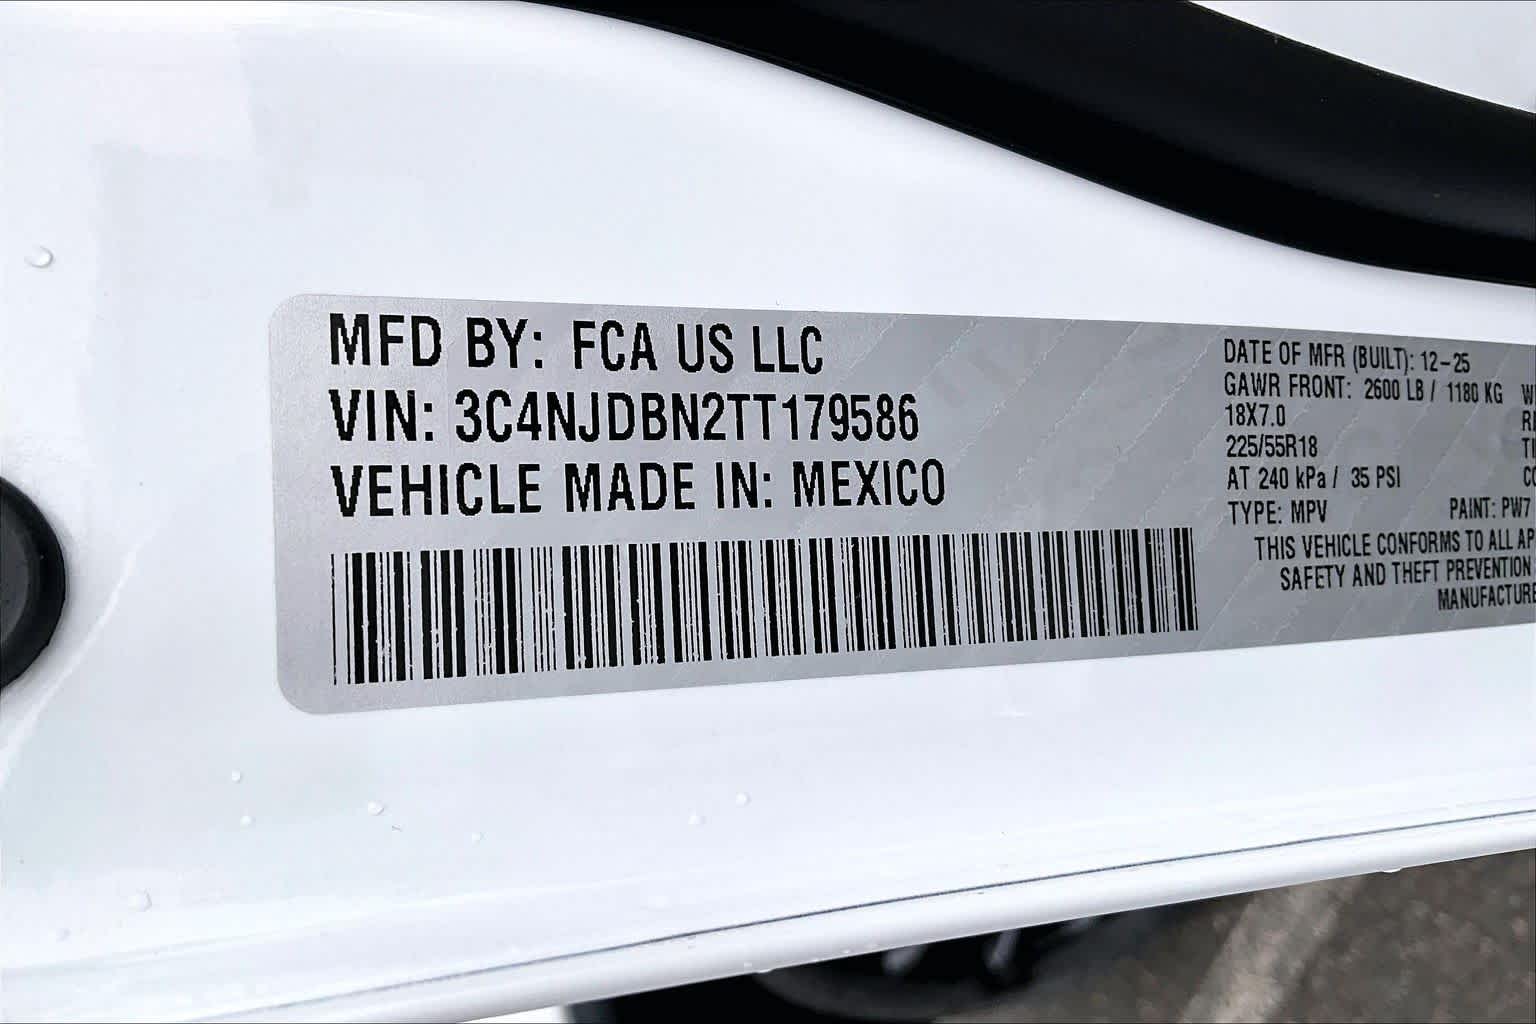 MFD BY: FCA US LLC
VIN: 3C4NJDBN2TT179586
VEHICLE MADE IN: MEXICO
DATE OF MFR (BUILT): 12-25
GAWR FRONT: 2600 LB / 1180 KG
18X7.0
225/55R18
AT 240 kPa / 35 PSI
TYPE: MPV PAINT: PW7
THIS VEHICLE CONFORMS TO ALL AP
SAFETY AND THEFT PREVENTION
MANUFACTURE